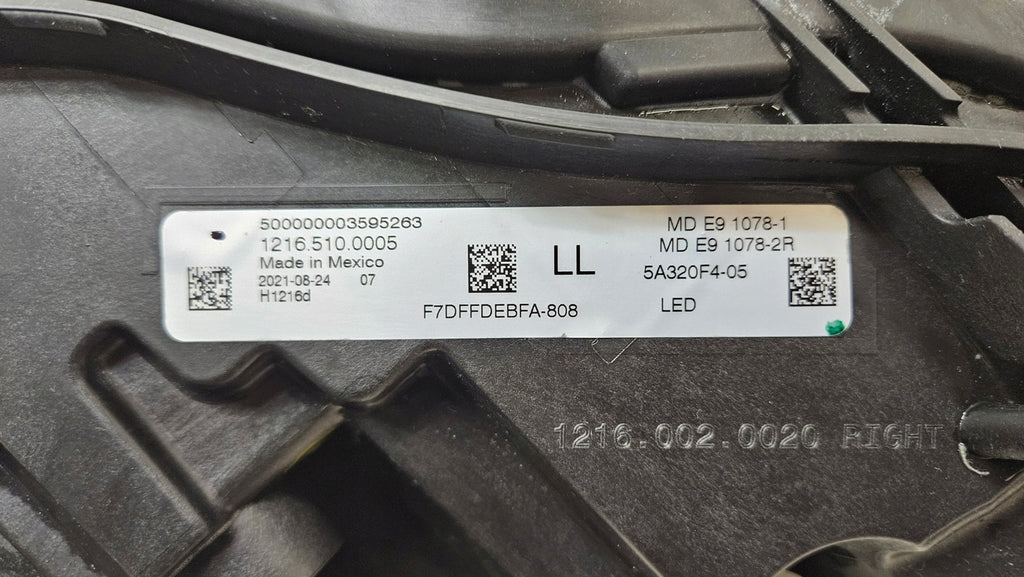 500000003595263
1216.510.0005
Made in Mexico
2021-08-24 07
H1216d
LL
F7DFFDEBFA-808
MD E9 1078-1
MD E9 1078-2R
5A320F4-05
LED
1216.002.0020 RIGHT